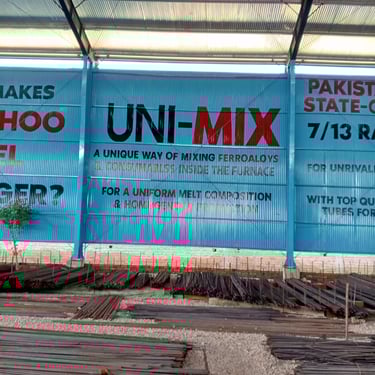 MAKES
HOO
EL
GER?
UNI-MIX
A UNIQUE WAY OF MIXING FERROALOYS
& CONSUMABLES INSIDE THE FURNACE
FOR A UNIFORM MELT COMPOSITION
& HOMOGENEOUS
PAKIST
STATE-O
7/13 RA
FOR UNRIVAL
WITH TOP QU
TUBES FOR